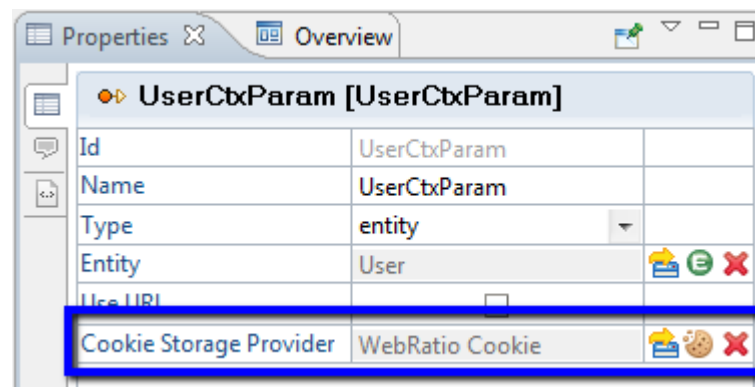 Properties Overview
UserCtxParam [UserCtxParam]
Id UserCtxParam
Name UserCtxParam
Type entity
Entity User
Use URL
Cookie Storage Provider WebRatio Cookie